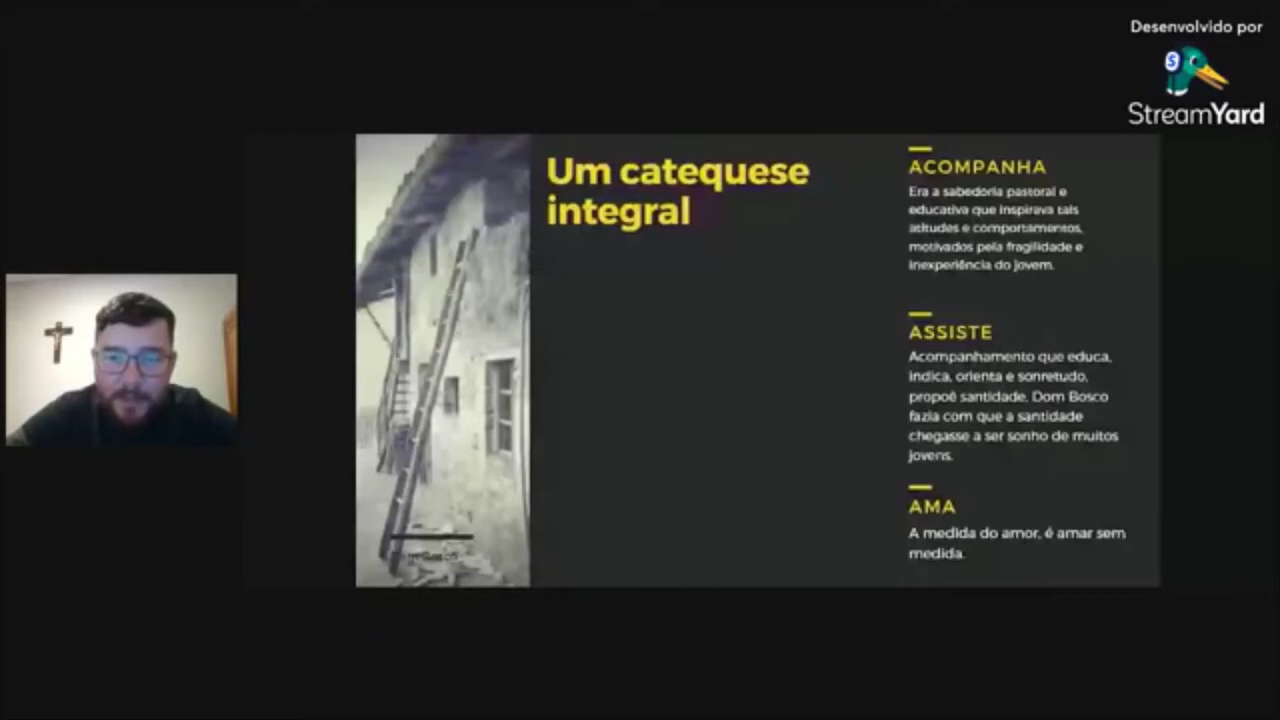 Desenvolvido por
StreamYard
Um catequese
integral
ACOMPANHA
Era a sabedoria pastoral e
educativa que inspirava tais
atitudes e comportamentos,
motivados pela fragilidade e
inexperiência do jovem.
ASSISTE
Acompanhamento que educa,
indica, orienta e sonretudo,
propoê santidade. Dom Bosco
fazia com que a santidade
chegasse a ser sonho de muitos
jovens.
AMA
A medida do amor, é amar sem
medida.